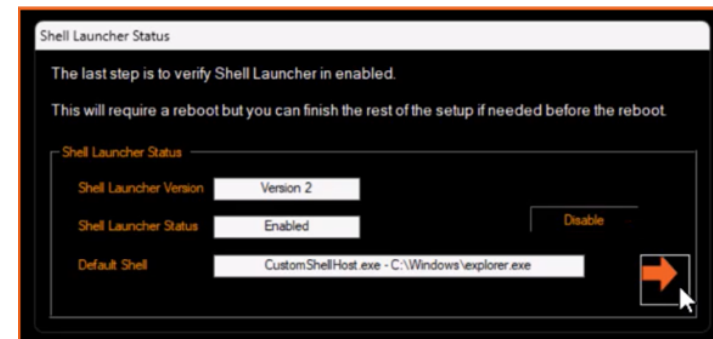 Shell Launcher Status
The last step is to verify Shell Launcher in enabled.
This will require a reboot but you can finish the rest of the setup if needed before the reboot.
Shell Launcher Status
Shell Launcher Version Version 2
Shell Launcher Status Enabled Disable
Default Shell CustomShellHost.exe - C:\Windows\explorer.exe